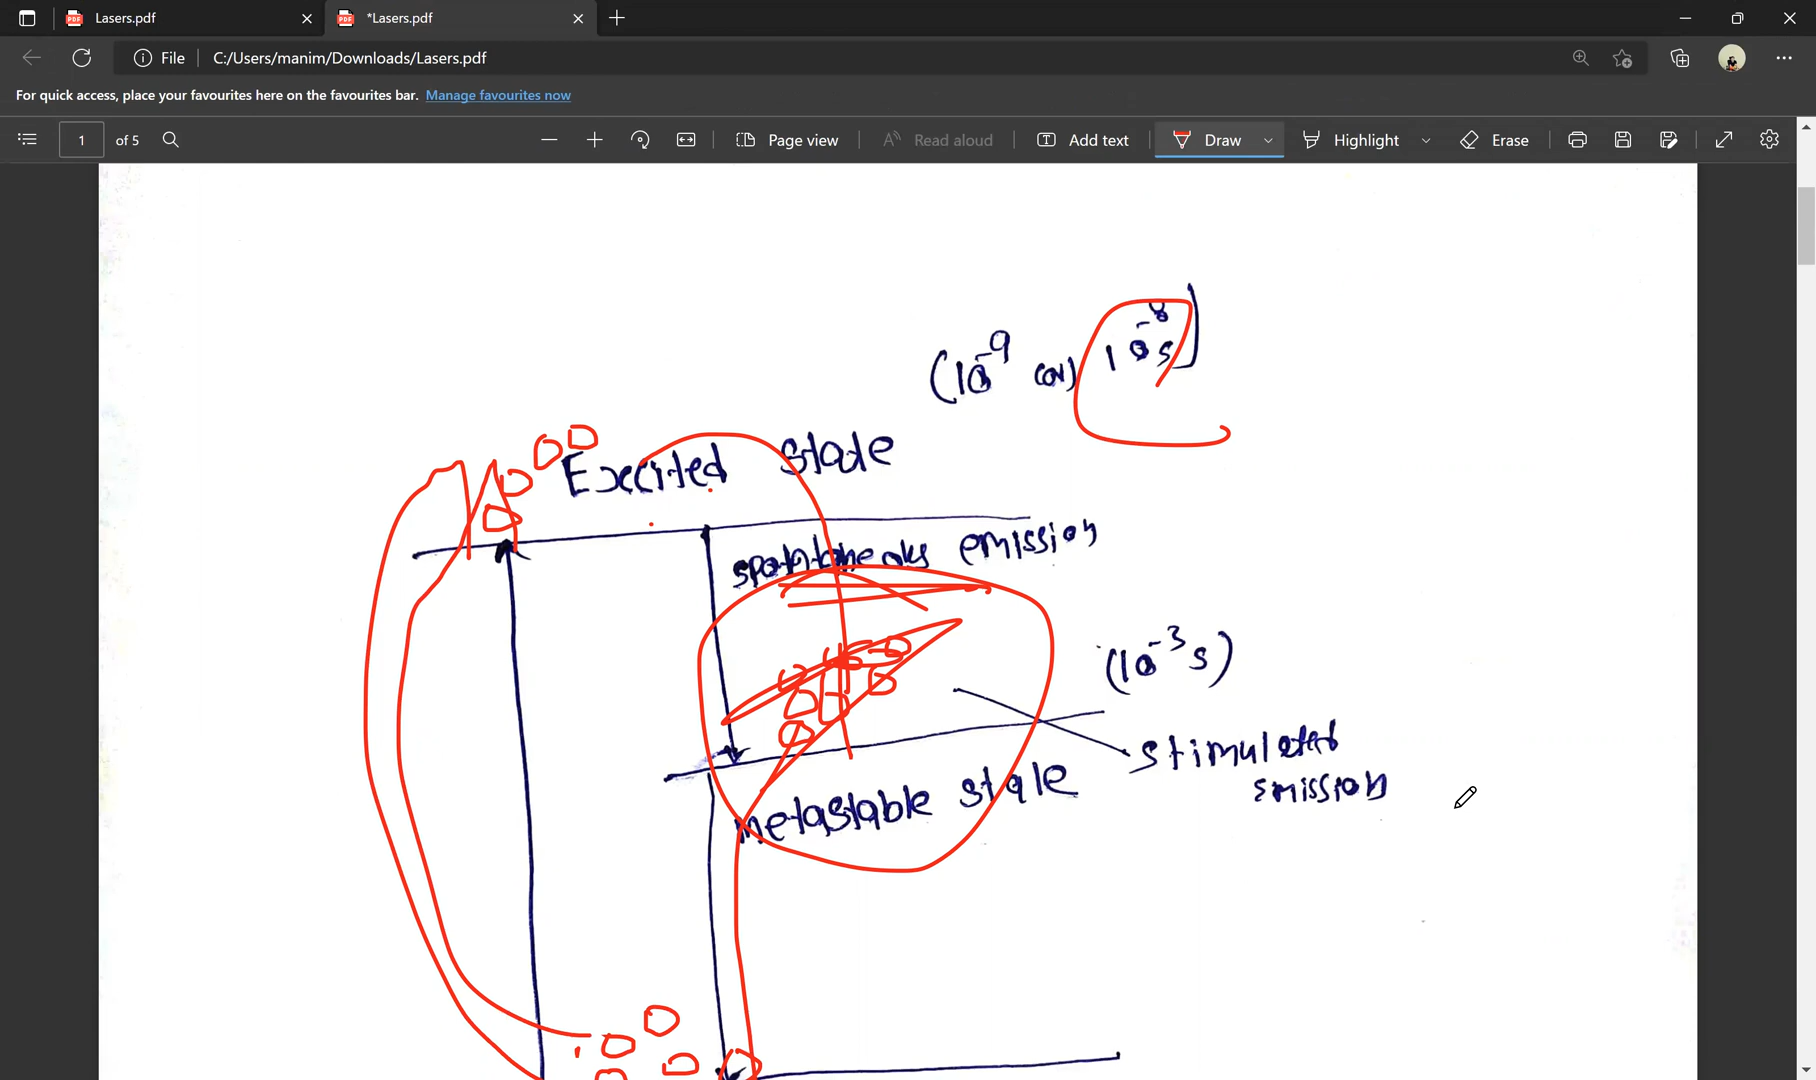 Lasers.pdf
*Lasers.pdf
File C:/Users/manim/Downloads/Lasers.pdf
For quick access, place your favourites here on the favourites bar. Manage favourites now
1 of 5 Page view Read aloud Add text Draw Highlight Erase
(10⁻⁹ (or) 10⁻⁸s)
Excited state
emission
(10⁻³s)
metastable state
emission